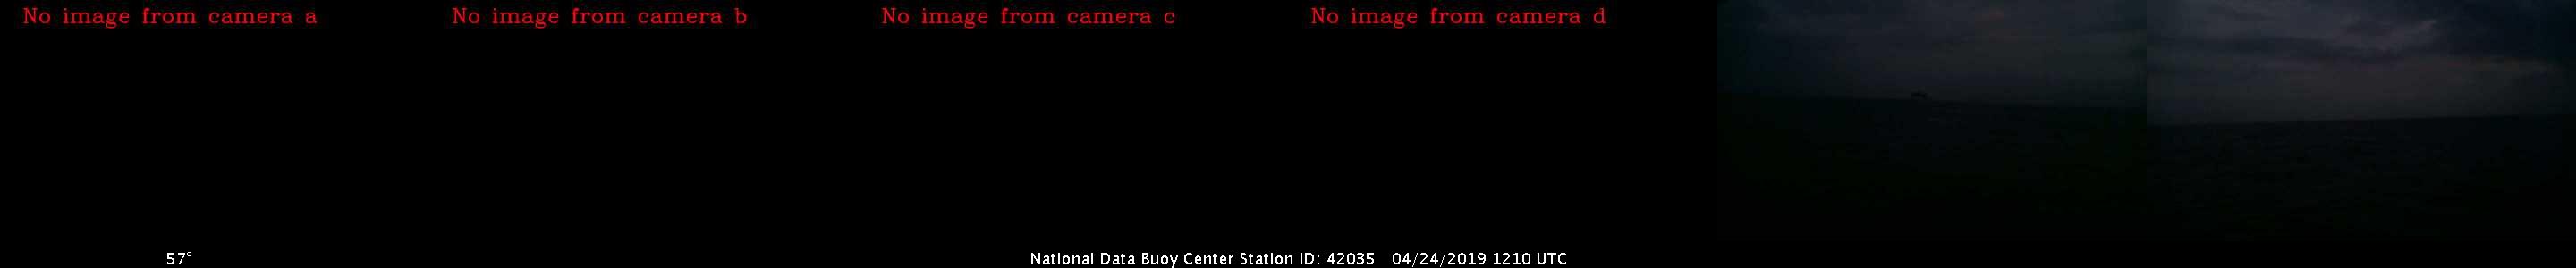 No image from camera a
No image from camera b
No image from camera c
No image from camera d
57°
National Data Buoy Center Station ID: 42035 04/24/2019 1210 UTC